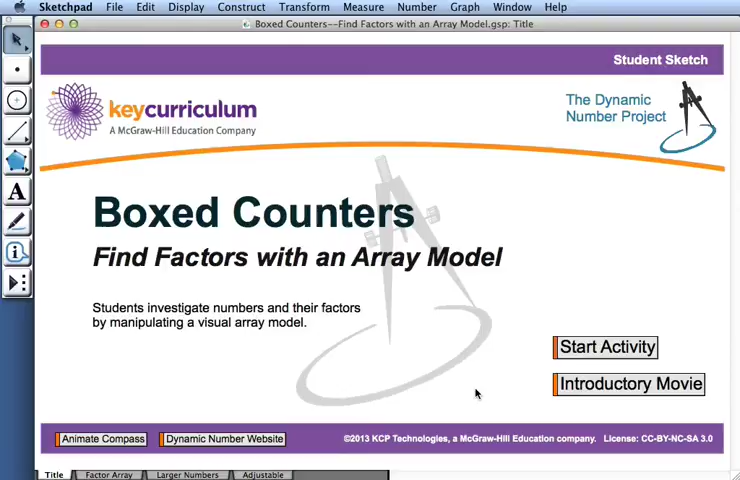 Sketchpad File Edit Display Construct Transform Measure Number Graph Window Help
Boxed Counters--Find Factors with an Array Model.gsp: Title
Student Sketch
keycurriculum
A McGraw-Hill Education Company
The Dynamic
Number Project
Boxed Counters
Find Factors with an Array Model
Students investigate numbers and their factors
by manipulating a visual array model.
Start Activity
Introductory Movie
Animate Compass
Dynamic Number Website
©2013 KCP Technologies, a McGraw-Hill Education company. License: CC-BY-NC-SA 3.0
Title Factor Array Larger Numbers Adjustable
A
i